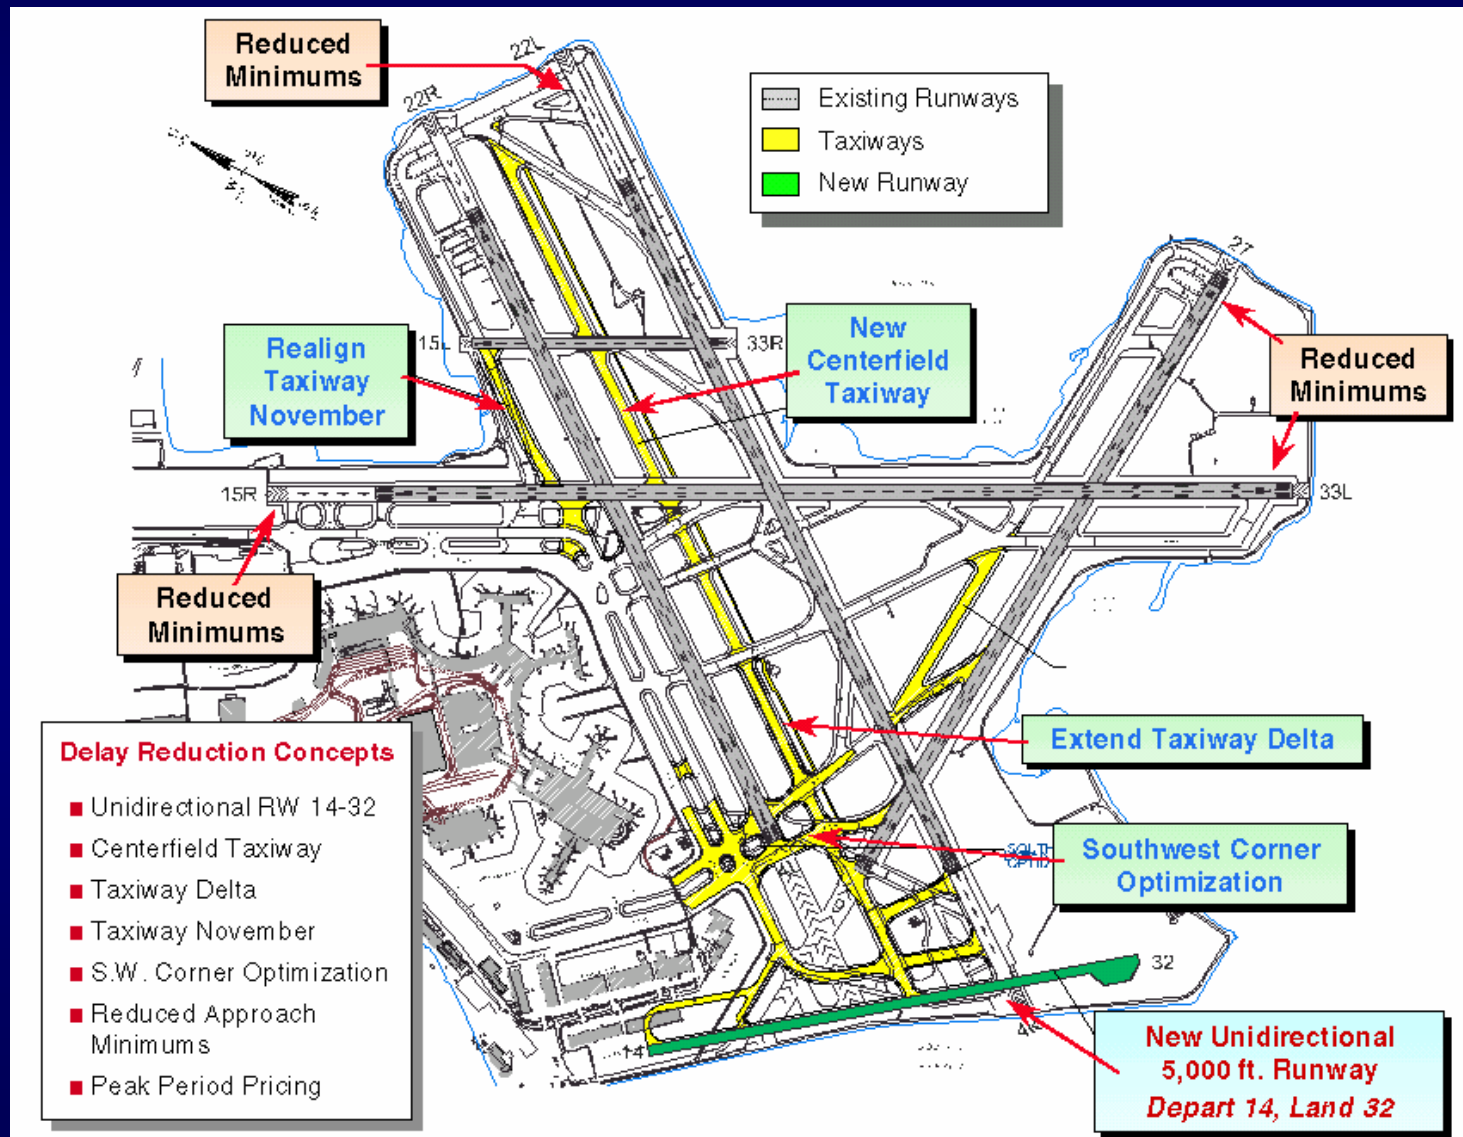 Reduced
Minimums
22L
22R
Existing Runways
Taxiways
New Runway
27
15L
33R
Realign
Taxiway
November
New
Centerfield
Taxiway
Reduced
Minimums
15R
33L
Reduced
Minimums
Extend Taxiway Delta
Southwest Corner
Optimization
Delay Reduction Concepts
Unidirectional RW 14-32
Centerfield Taxiway
Taxiway Delta
Taxiway November
S.W. Corner Optimization
Reduced Approach
Minimums
Peak Period Pricing
32
14
New Unidirectional
5,000 ft. Runway
Depart 14, Land 32